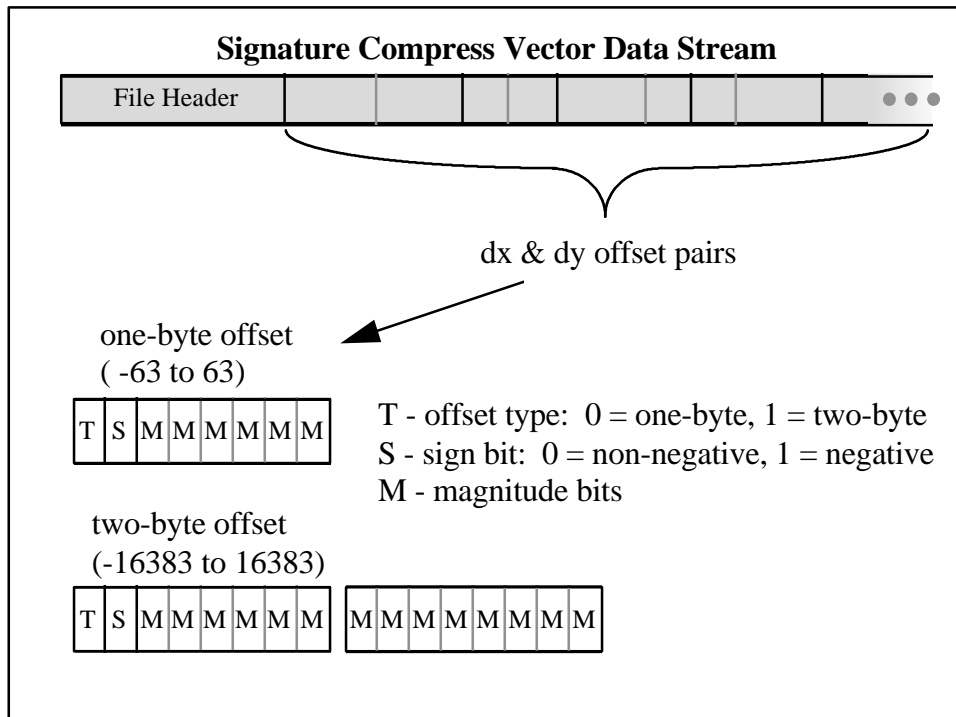 Signature Compress Vector Data Stream
File Header
dx & dy offset pairs
one-byte offset
( -63 to 63)
T S M M M M M M
T - offset type: 0 = one-byte, 1 = two-byte
S - sign bit: 0 = non-negative, 1 = negative
M - magnitude bits
two-byte offset
(-16383 to 16383)
T S M M M M M M M M M M M M M M